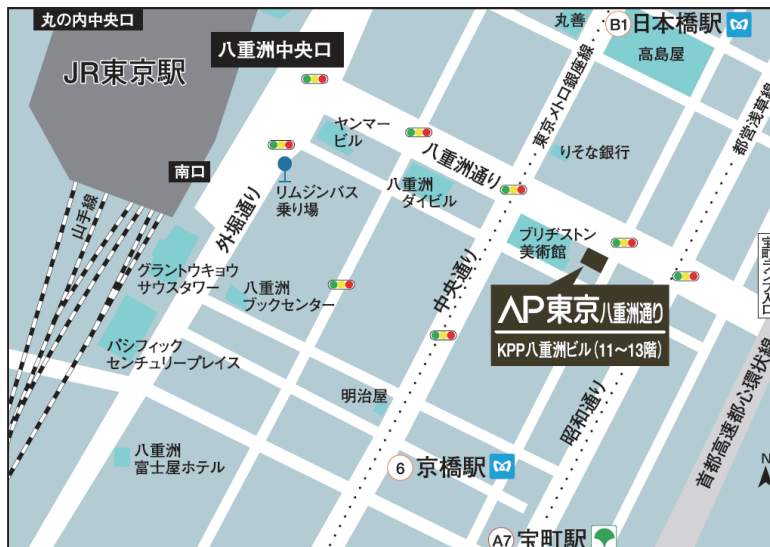 丸の内中央口
JR東京駅
八重洲中央口
丸善
B1
日本橋駅
高島屋
東京メトロ銀座線
都営浅草線
ヤンマー
ビル
八重洲通り
りそな銀行
南口
山手線
外堀通り
リムジンバス
乗り場
八重洲
ダイビル
ブリヂストン
美術館
グラントウキョウ
サウスタワー
八重洲
ブックセンター
中央通り
AP東京八重洲通り
KPP八重洲ビル(11〜13階)
宝町ランプ入口
パシフィック
センチュリープレイス
明治屋
昭和通り
首都高速都心環状線
八重洲
富士屋ホテル
6
京橋駅
N
A7
宝町駅